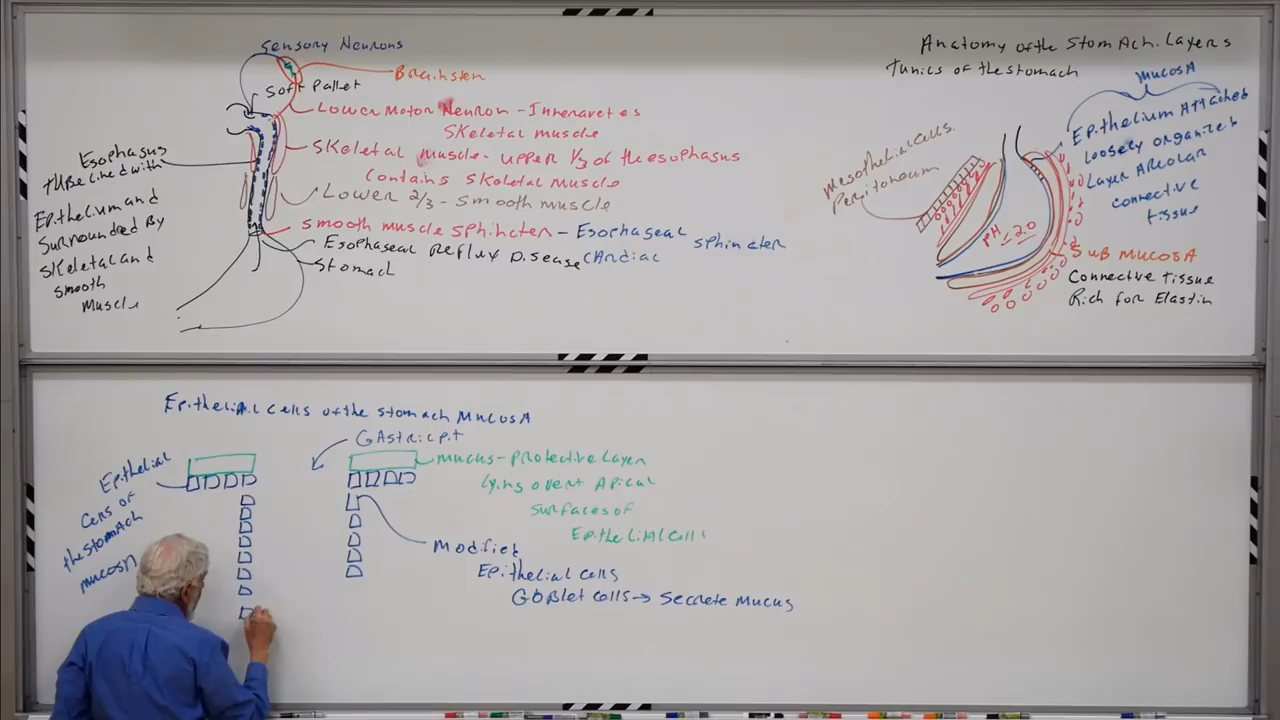 Sensory Neurons
Brainsten
Soft Pallet
Lower Motor Neuron - Innervates
Skeletal muscle
Skeletal muscle - upper 1/3 of the esophagus
Contains Skeletal Muscle
Lower 2/3 - Smooth muscle
Smooth muscle sphincter - Esophageal sphincter
Esophageal Reflux Disease Cardiac
Stomach
Esophagus
tube lined with
Epithelium and
Surrounded By
Skeletal and
Smooth
Muscle
Anatomy of the Stomach. Layers
Tunics of the stomach
Mucosa
Epithelium Attached
Loosely organized
Layer Areolar
connective
tissue
Mesothelial cells
Peritoneum
PH ≤ 2.0
Sub Mucosa
Connective Tissue
Rich for Elastin
Epithelial Cells of the Stomach Mucosa
Gastric pit
Mucus - Protective Layer
Lying over Apical
Surfaces of
Epithelial Cells
Epithelial
Cells of
the stomach
mucosa
Modified
Epithelial cells
Goblet Cells → Secrete Mucus